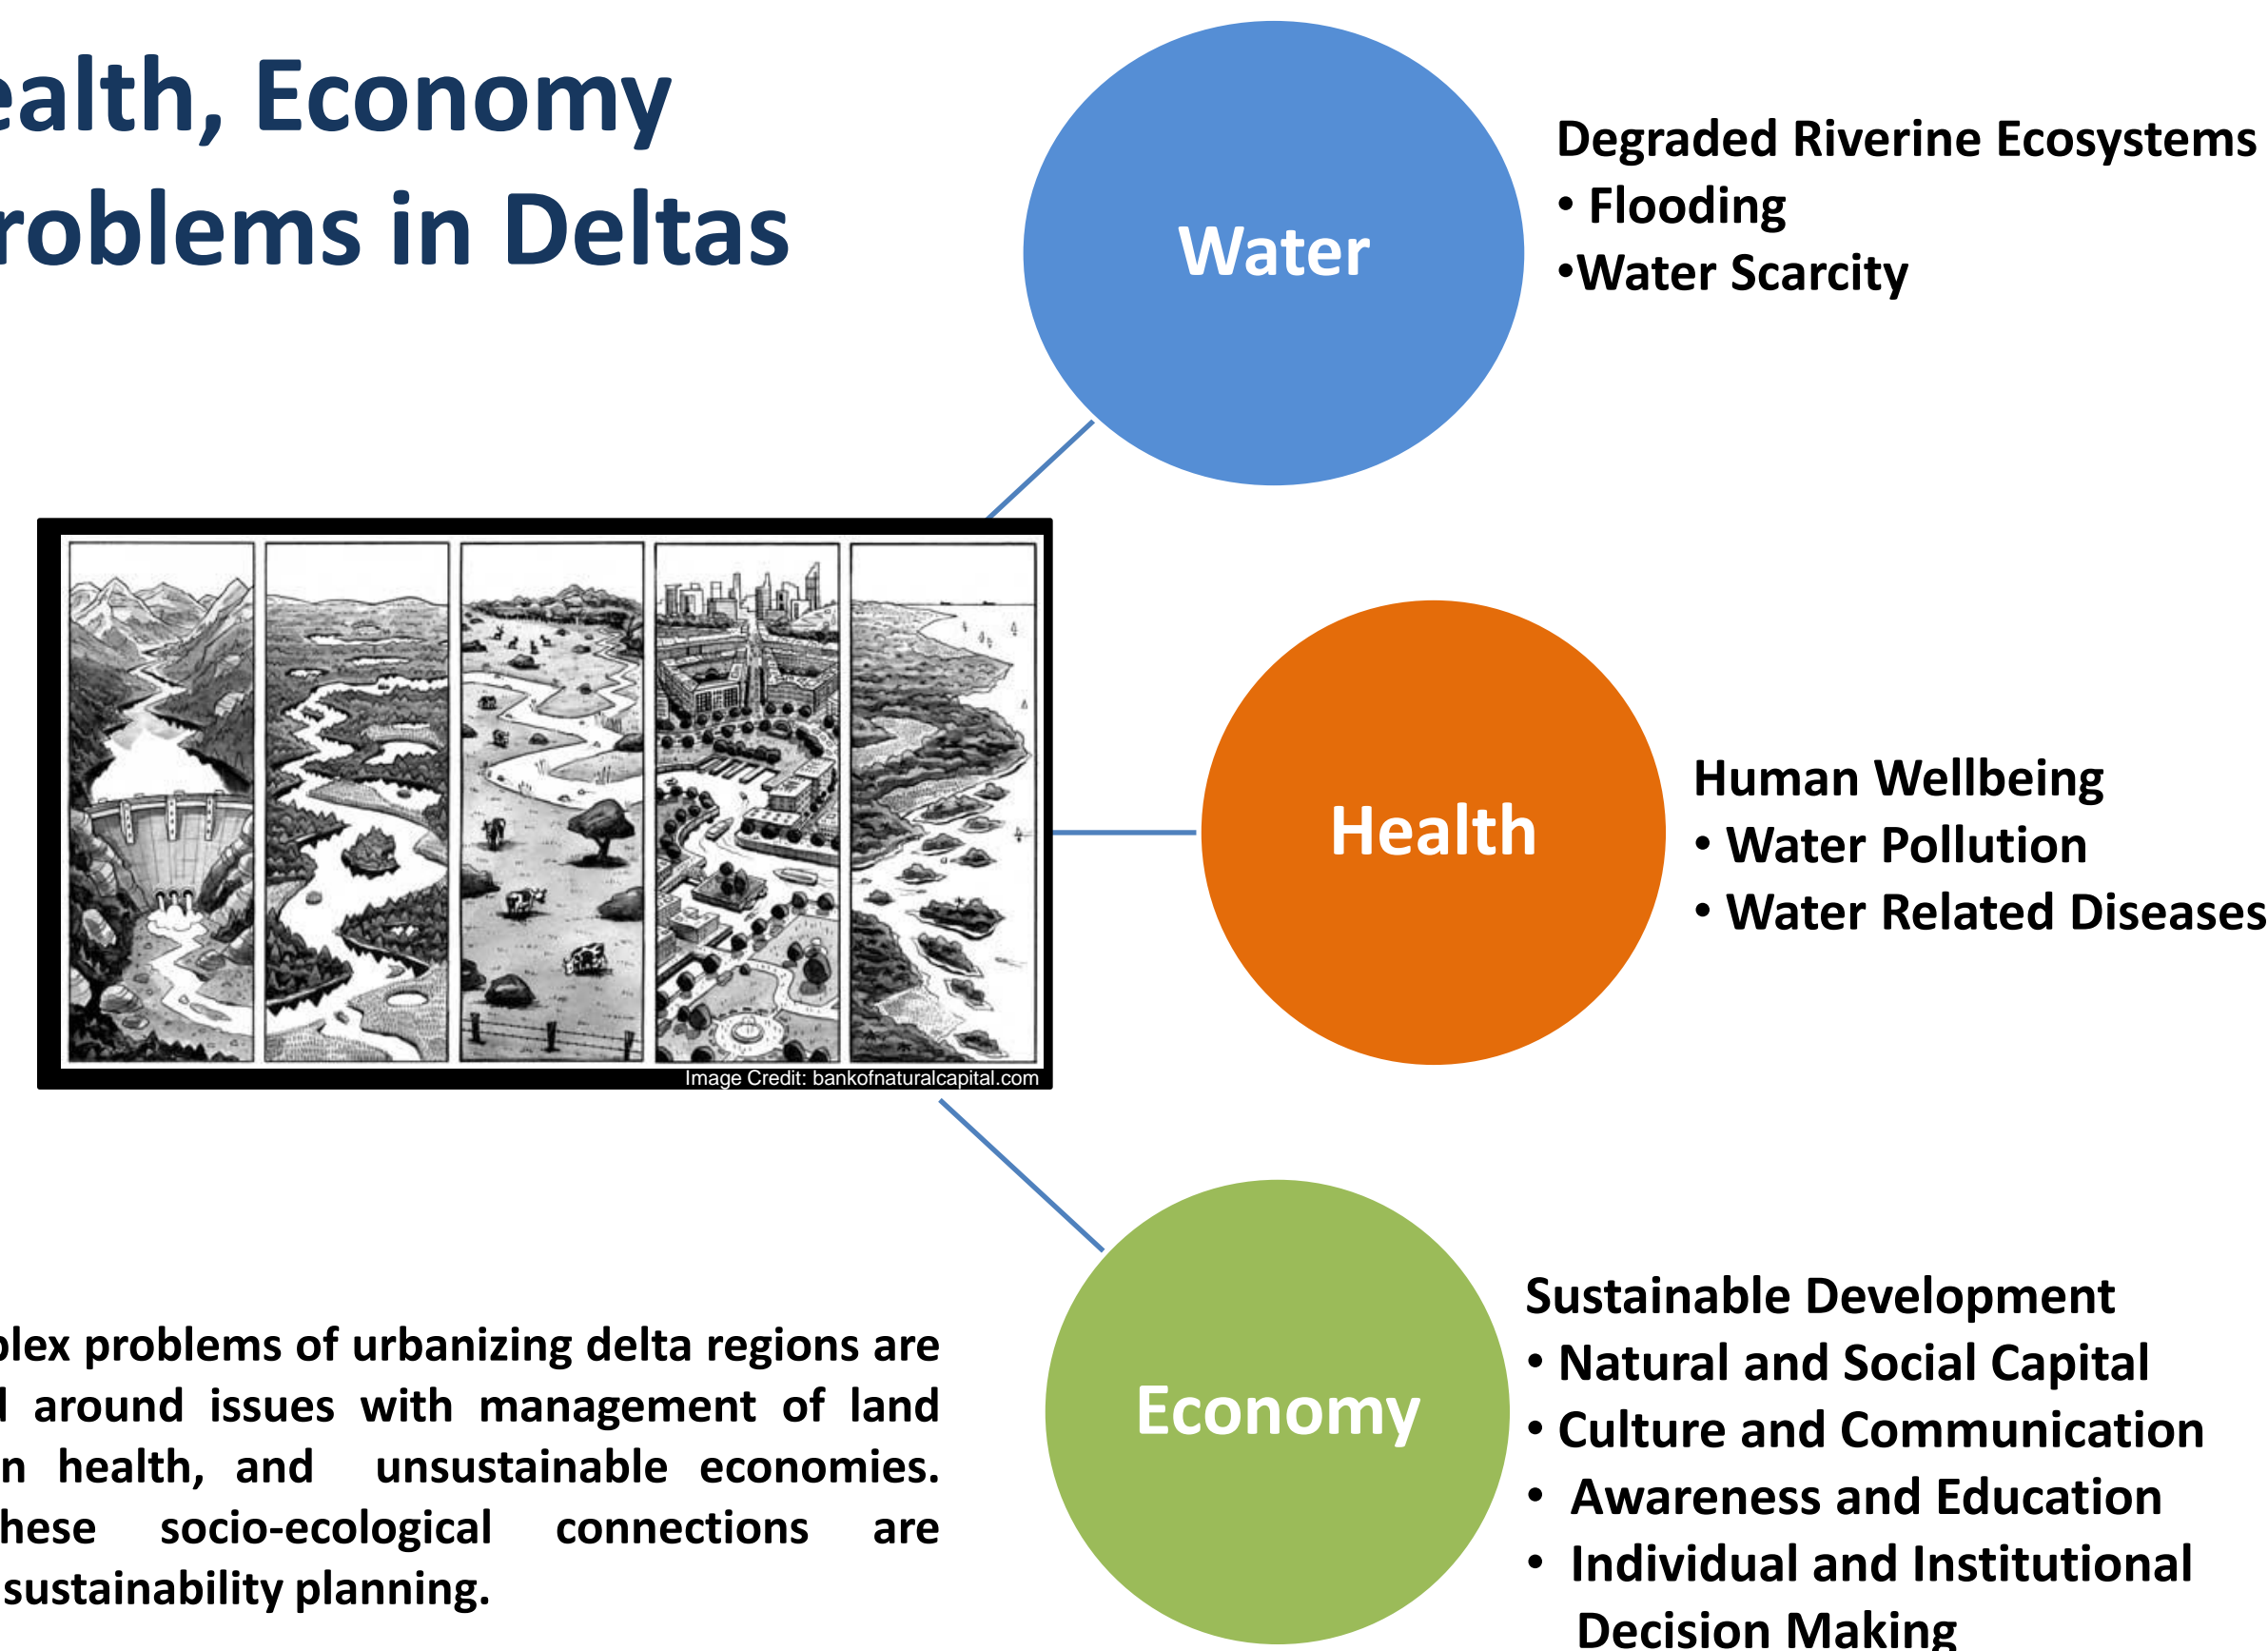 ealth, Economy
roblems in Deltas
Water
Degraded Riverine Ecosystems
• Flooding
•Water Scarcity
Image Credit: bankofnaturalcapital.com
Health
Human Wellbeing
• Water Pollution
• Water Related Diseases
plex problems of urbanizing delta regions are
d around issues with management of land
n health, and unsustainable economies.
hese socio-ecological connections are
sustainability planning.
Economy
Sustainable Development
• Natural and Social Capital
• Culture and Communication
• Awareness and Education
• Individual and Institutional
Decision Making